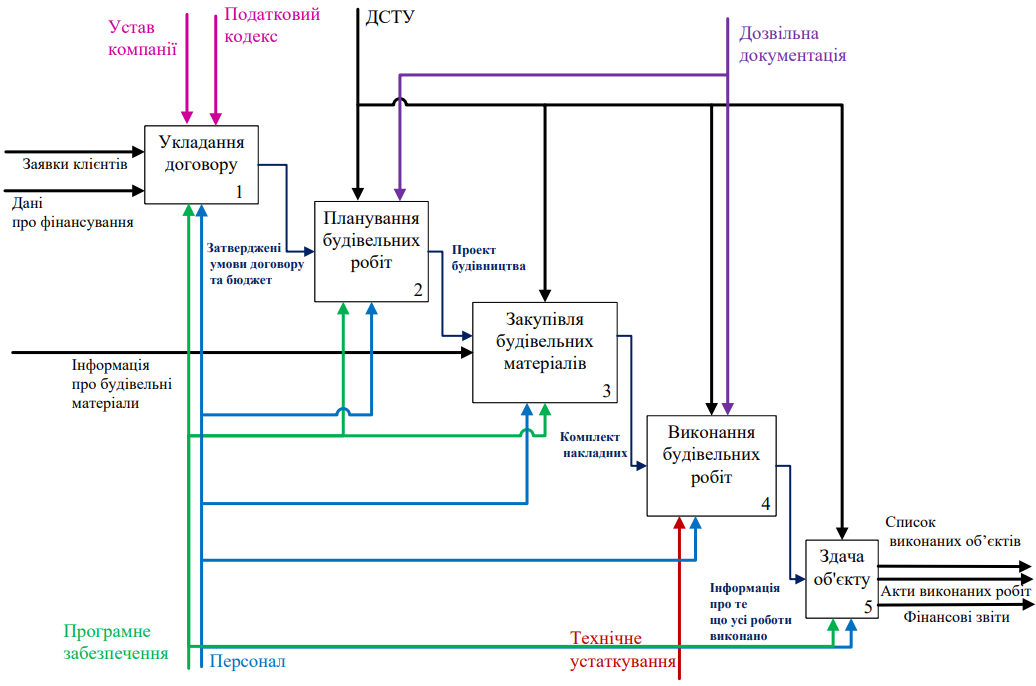 Устав
компанії
Податковий
кодекс
ДСТУ
Дозвільна
документація
Укладання
договору
1
Заявки клієнтів
Дані
про фінансування
Затверджені
умови договору
та бюджет
Планування
будівельних
робіт
2
Проект
будівництва
Закупівля
будівельних
матеріалів
3
Інформація
про будівельні
матеріали
Комплект
накладних
Виконання
будівельних
робіт
4
Здача
об'єкту
5
Список
виконаних об’єктів
Акти виконаних робіт
Фінансові звіти
Інформація
про те
що усі роботи
виконано
Програмне
забезпечення
Персонал
Технічне
устаткування